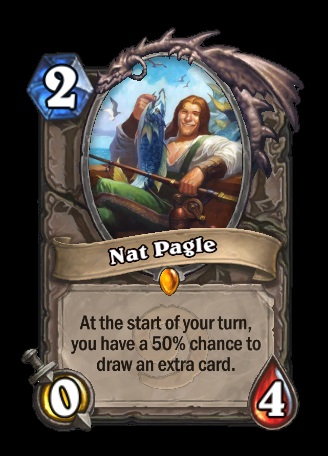 2
Nat Pagle
At the start of your turn,
you have a 50% chance to
draw an extra card.
0
4